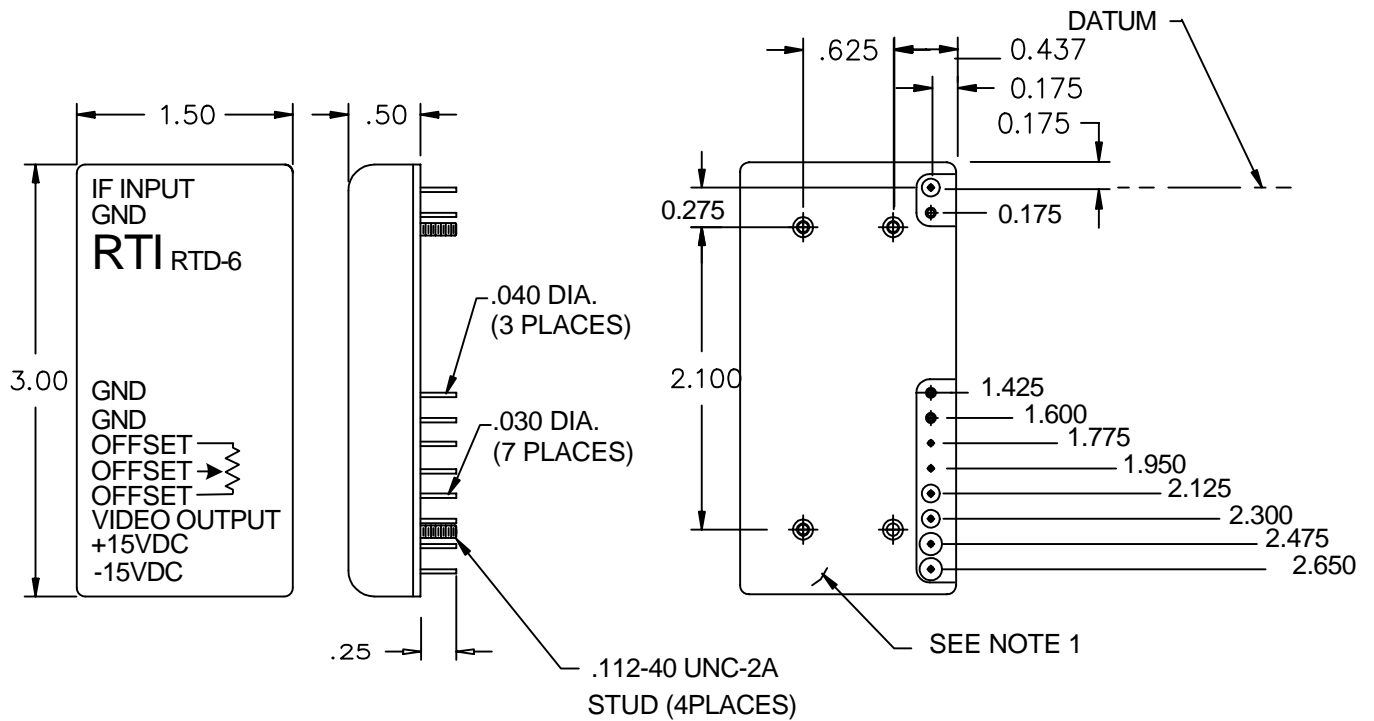 DATUM
.625
0.437
0.175
0.175
1.50
.50
IF INPUT
GND
RTI RTD-6
0.275
0.175
.040 DIA.
(3 PLACES)
3.00
2.100
GND
GND
OFFSET
OFFSET
OFFSET
VIDEO OUTPUT
+15VDC
-15VDC
.030 DIA.
(7 PLACES)
1.425
1.600
1.775
1.950
2.125
2.300
2.475
2.650
.25
SEE NOTE 1
.112-40 UNC-2A
STUD (4PLACES)